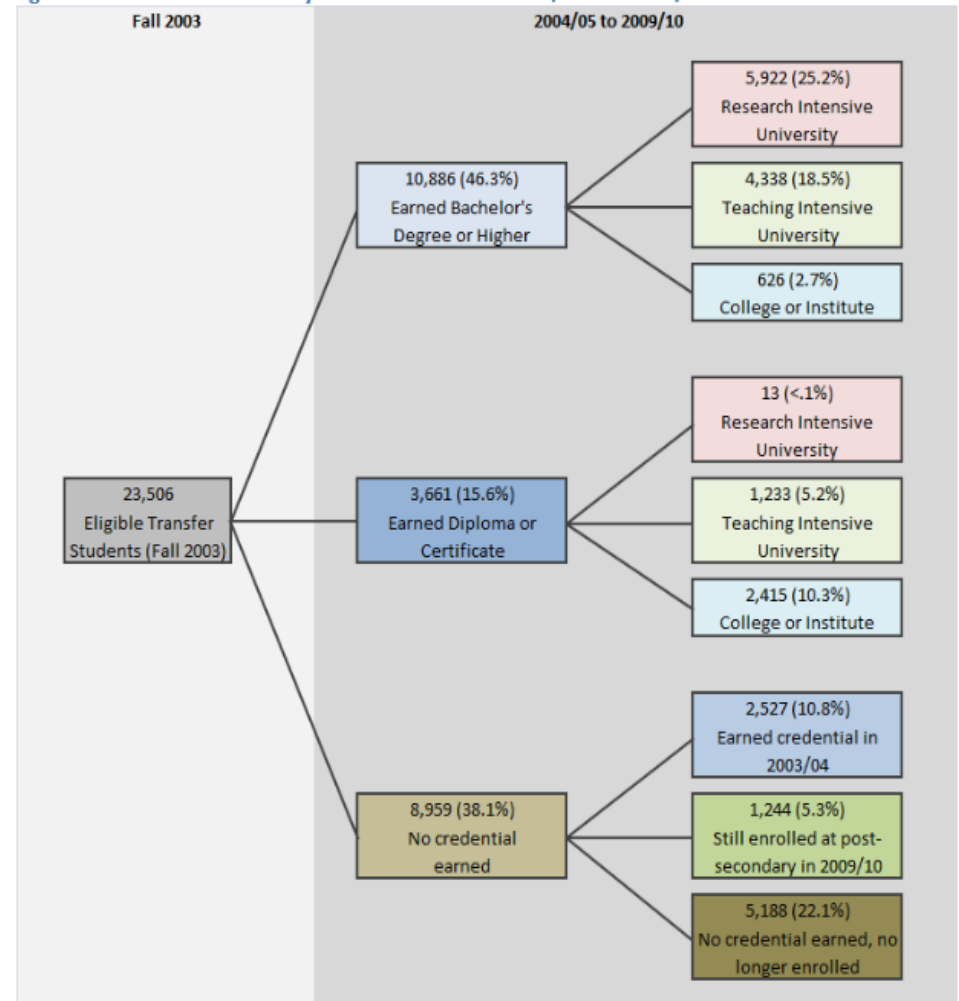 Fall 2003
2004/05 to 2009/10
5,922 (25.2%)
Research Intensive
University
10,886 (46.3%)
Earned Bachelor's
Degree or Higher
4,338 (18.5%)
Teaching Intensive
University
626 (2.7%)
College or Institute
13 (<.1%)
Research Intensive
University
23,506
Eligible Transfer
Students (Fall 2003)
3,661 (15.6%)
Earned Diploma or
Certificate
1,233 (5.2%)
Teaching Intensive
University
2,415 (10.3%)
College or Institute
2,527 (10.8%)
Earned credential in
2003/04
8,959 (38.1%)
No credential
earned
1,244 (5.3%)
Still enrolled at post-
secondary in 2009/10
5,188 (22.1%)
No credential earned, no
longer enrolled